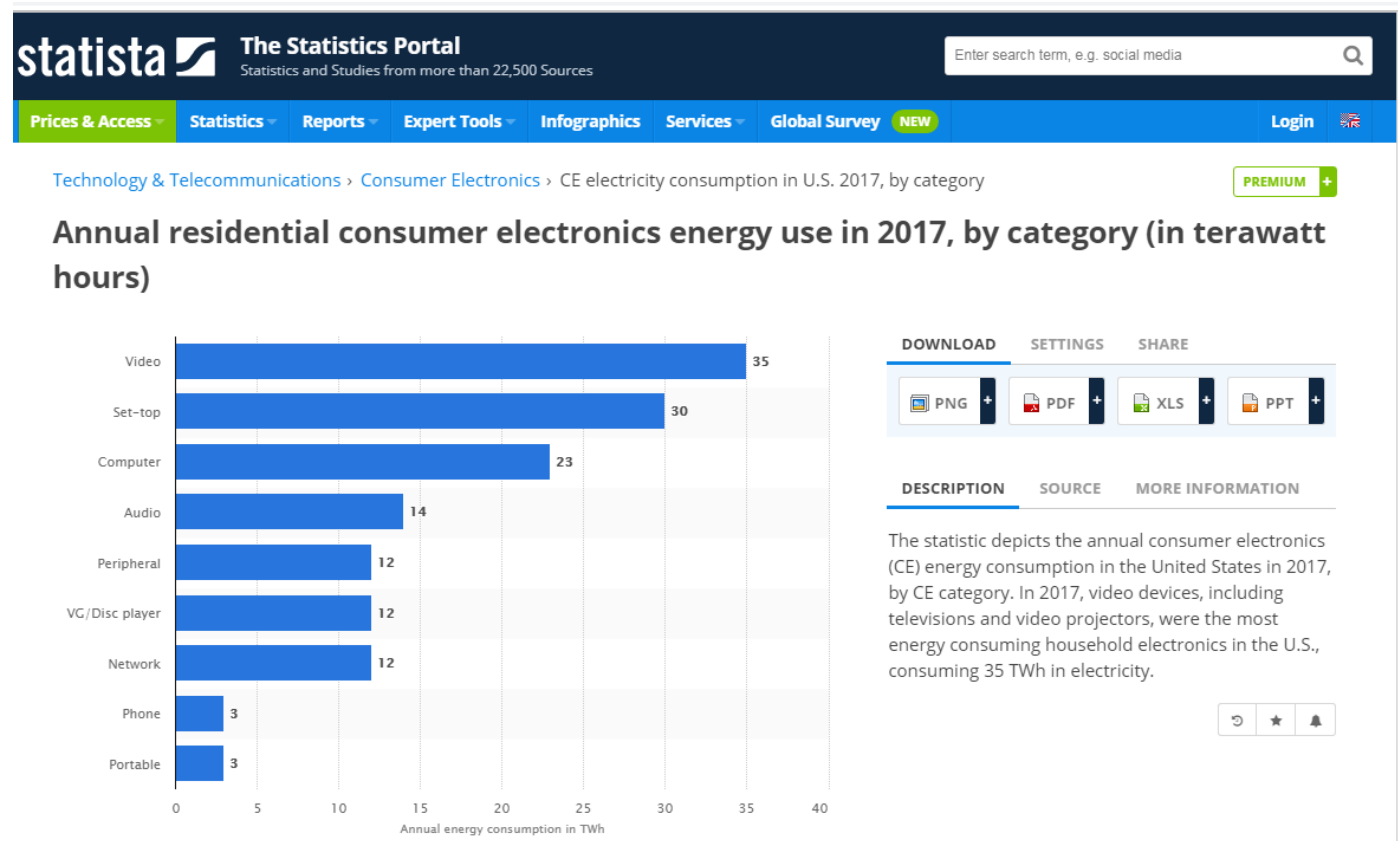 statista
The Statistics Portal
Statistics and Studies from more than 22,500 Sources
Enter search term, e.g. social media
Prices & Access Statistics Reports Expert Tools Infographics Services Global Survey NEW Login
Technology & Telecommunications › Consumer Electronics › CE electricity consumption in U.S. 2017, by category
PREMIUM +
Annual residential consumer electronics energy use in 2017, by category (in terawatt
hours)
Video 35
Set-top 30
Computer 23
Audio 14
Peripheral 12
VG/Disc player 12
Network 12
Phone 3
Portable 3
0 5 10 15 20 25 30 35 40
Annual energy consumption in TWh
DOWNLOAD SETTINGS SHARE
PNG + PDF + XLS + PPT +
DESCRIPTION SOURCE MORE INFORMATION
The statistic depicts the annual consumer electronics
(CE) energy consumption in the United States in 2017,
by CE category. In 2017, video devices, including
televisions and video projectors, were the most
energy consuming household electronics in the U.S.,
consuming 35 TWh in electricity.